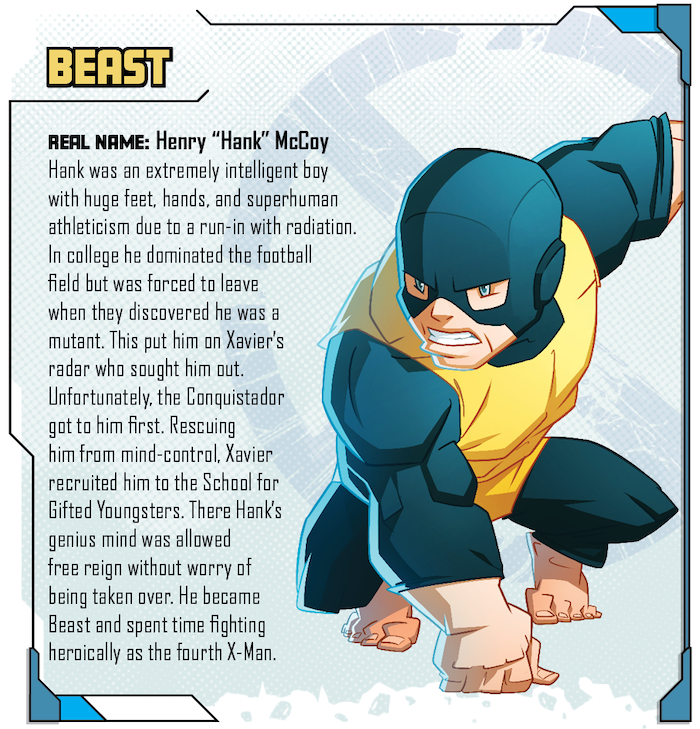 BEAST
REAL NAME: Henry “Hank” McCoy
Hank was an extremely intelligent boy
with huge feet, hands, and superhuman
athleticism due to a run-in with radiation.
In college he dominated the football
field but was forced to leave
when they discovered he was a
mutant. This put him on Xavier’s
radar who sought him out.
Unfortunately, the Conquistador
got to him first. Rescuing
him from mind-control, Xavier
recruited him to the School for
Gifted Youngsters. There Hank’s
genius mind was allowed
free reign without worry of
being taken over. He became
Beast and spent time fighting
heroically as the fourth X-Man.